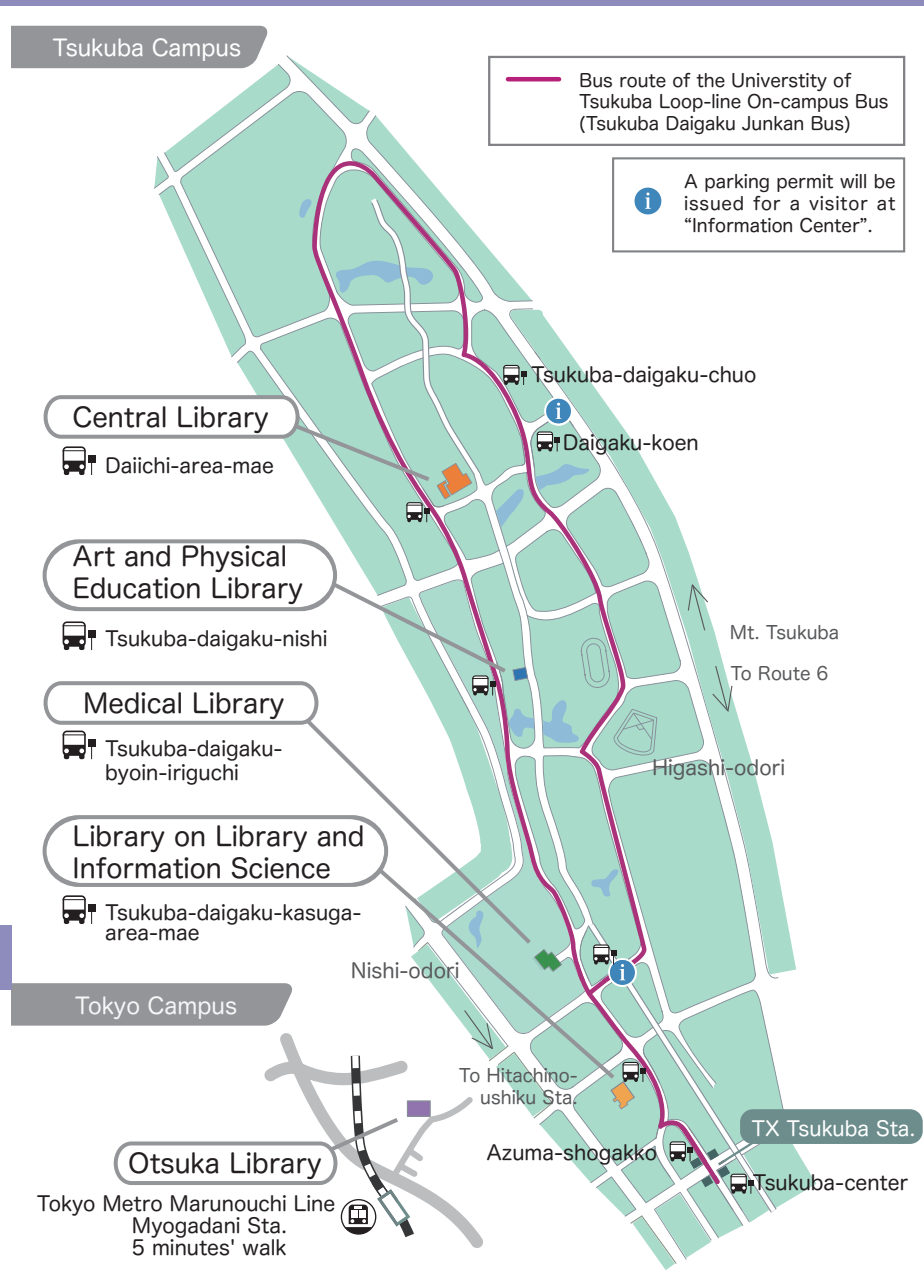 Tsukuba Campus
Bus route of the Universtity of
Tsukuba Loop-line On-campus Bus
(Tsukuba Daigaku Junkan Bus)
i
A parking permit will be
issued for a visitor at
“Information Center”.
Tsukuba-daigaku-chuo
i
Daigaku-koen
Central Library
Daiichi-area-mae
Art and Physical
Education Library
Tsukuba-daigaku-nishi
Mt. Tsukuba
To Route 6
Medical Library
Tsukuba-daigaku-
byoin-iriguchi
Higashi-odori
Library on Library and
Information Science
Tsukuba-daigaku-kasuga-
area-mae
Nishi-odori
i
Tokyo Campus
To Hitachino-
ushiku Sta.
TX Tsukuba Sta.
Azuma-shogakko
Tsukuba-center
Otsuka Library
Tokyo Metro Marunouchi Line
Myogadani Sta.
5 minutes' walk